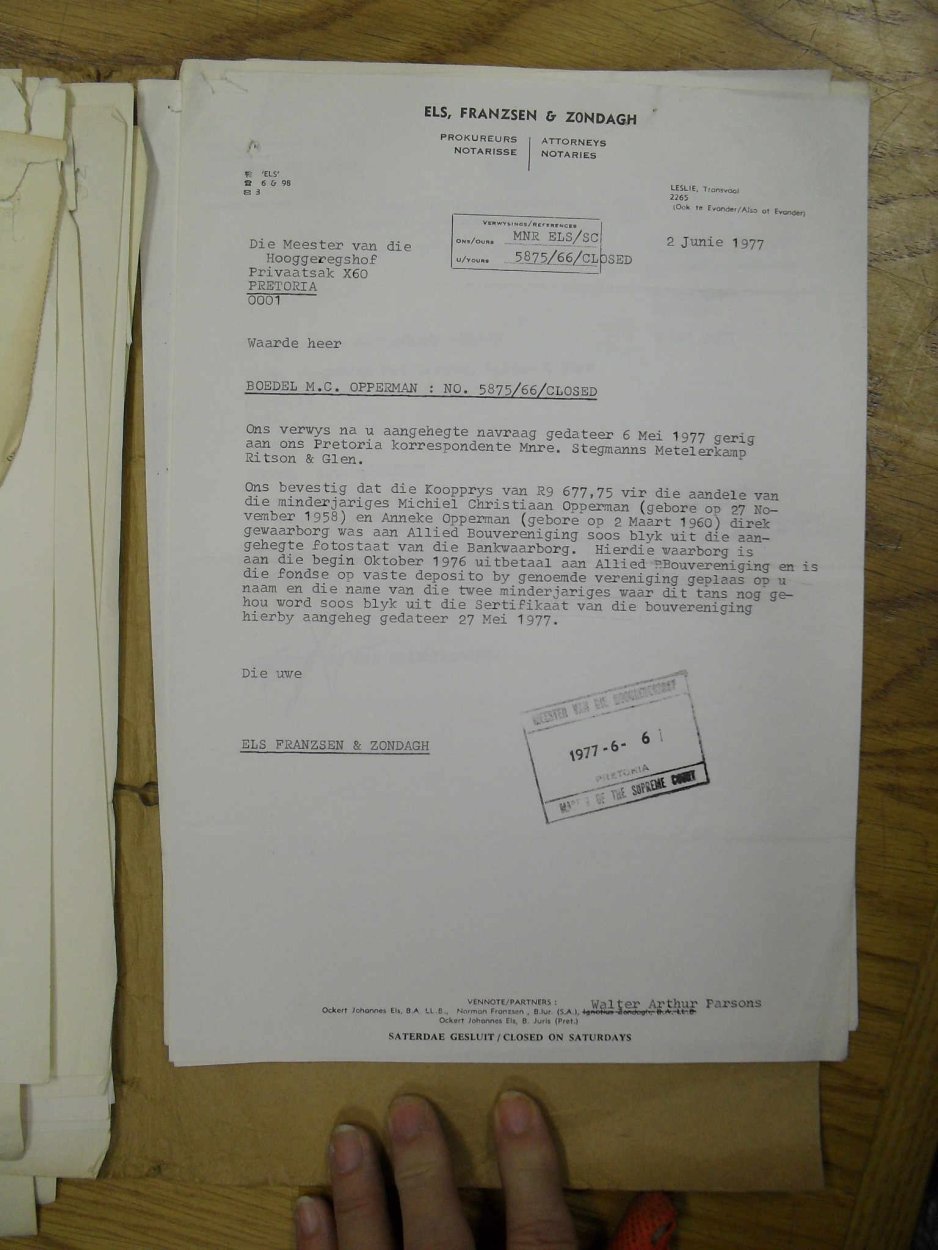 ELS, FRANZSEN & ZONDAGH
PROKUREURS ATTORNEYS
NOTARISSE NOTARIES
'ELS'
6 & 98
3
LESLIE, Transvaal
2265
(Ook te Evander/Also at Evander)
VERWYSINGS/REFERENCES
ONS/OURS MNR ELS/SC
U/YOURS 5875/66/CLOSED
2 Junie 1977
Die Meester van die
Hooggeregshof
Privaatsak X60
PRETORIA
0001
Waarde heer
BOEDEL M.C. OPPERMAN : NO. 5875/66/CLOSED
Ons verwys na u aangehegte navraag gedateer 6 Mei 1977 gerig
aan ons Pretoria korrespondente Mnre. Stegmanns Metelerkamp
Ritson & Glen.
Ons bevestig dat die Koopprys van R9 677,75 vir die aandele van
die minderjariges Michiel Christiaan Opperman (gebore op 27 No-
vember 1958) en Anneke Opperman (gebore op 2 Maart 1960) direk
gewaarborg was aan Allied Bouvereniging soos blyk uit die aan-
gehegte fotostaat van die Bankwaarborg. Hierdie waarborg is
aan die begin Oktober 1976 uitbetaal aan Allied Bouvereniging en is
die fondse op vaste deposito by genoemde vereniging geplaas op u
naam en die name van die twee minderjariges waar dit tans nog ge-
hou word soos blyk uit die Sertifikaat van die bouvereniging
hierby aangeheg gedateer 27 Mei 1977.
Die uwe
ELS FRANZSEN & ZONDAGH
MEESTER VAN DIE HOOGGEREGSHOF
1977-6-6
PRETORIA
OF THE SUPREME COURT
VENNOTE/PARTNERS : Walter Arthur Parsons
Ockert Johannes Els, B.A. LL.B., Norman Franzsen, B.Iur. (S.A.), Ignatius Zondagh, B.A. LL.B.
Ockert Johannes Els, B. Juris (Pret.)
SATERDAE GESLUIT / CLOSED ON SATURDAYS